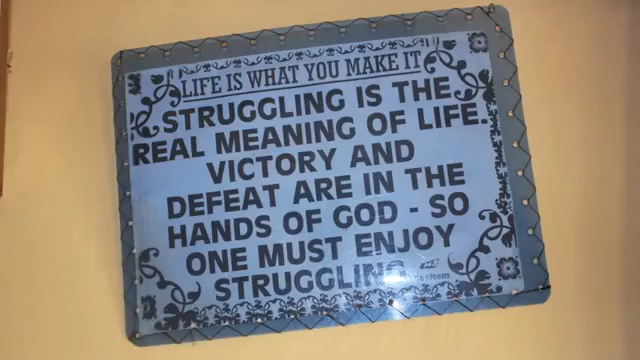 LIFE IS WHAT YOU MAKE IT
STRUGGLING IS THE
REAL MEANING OF LIFE.
VICTORY AND
DEFEAT ARE IN THE
HANDS OF GOD - SO
ONE MUST ENJOY
STRUGGLING